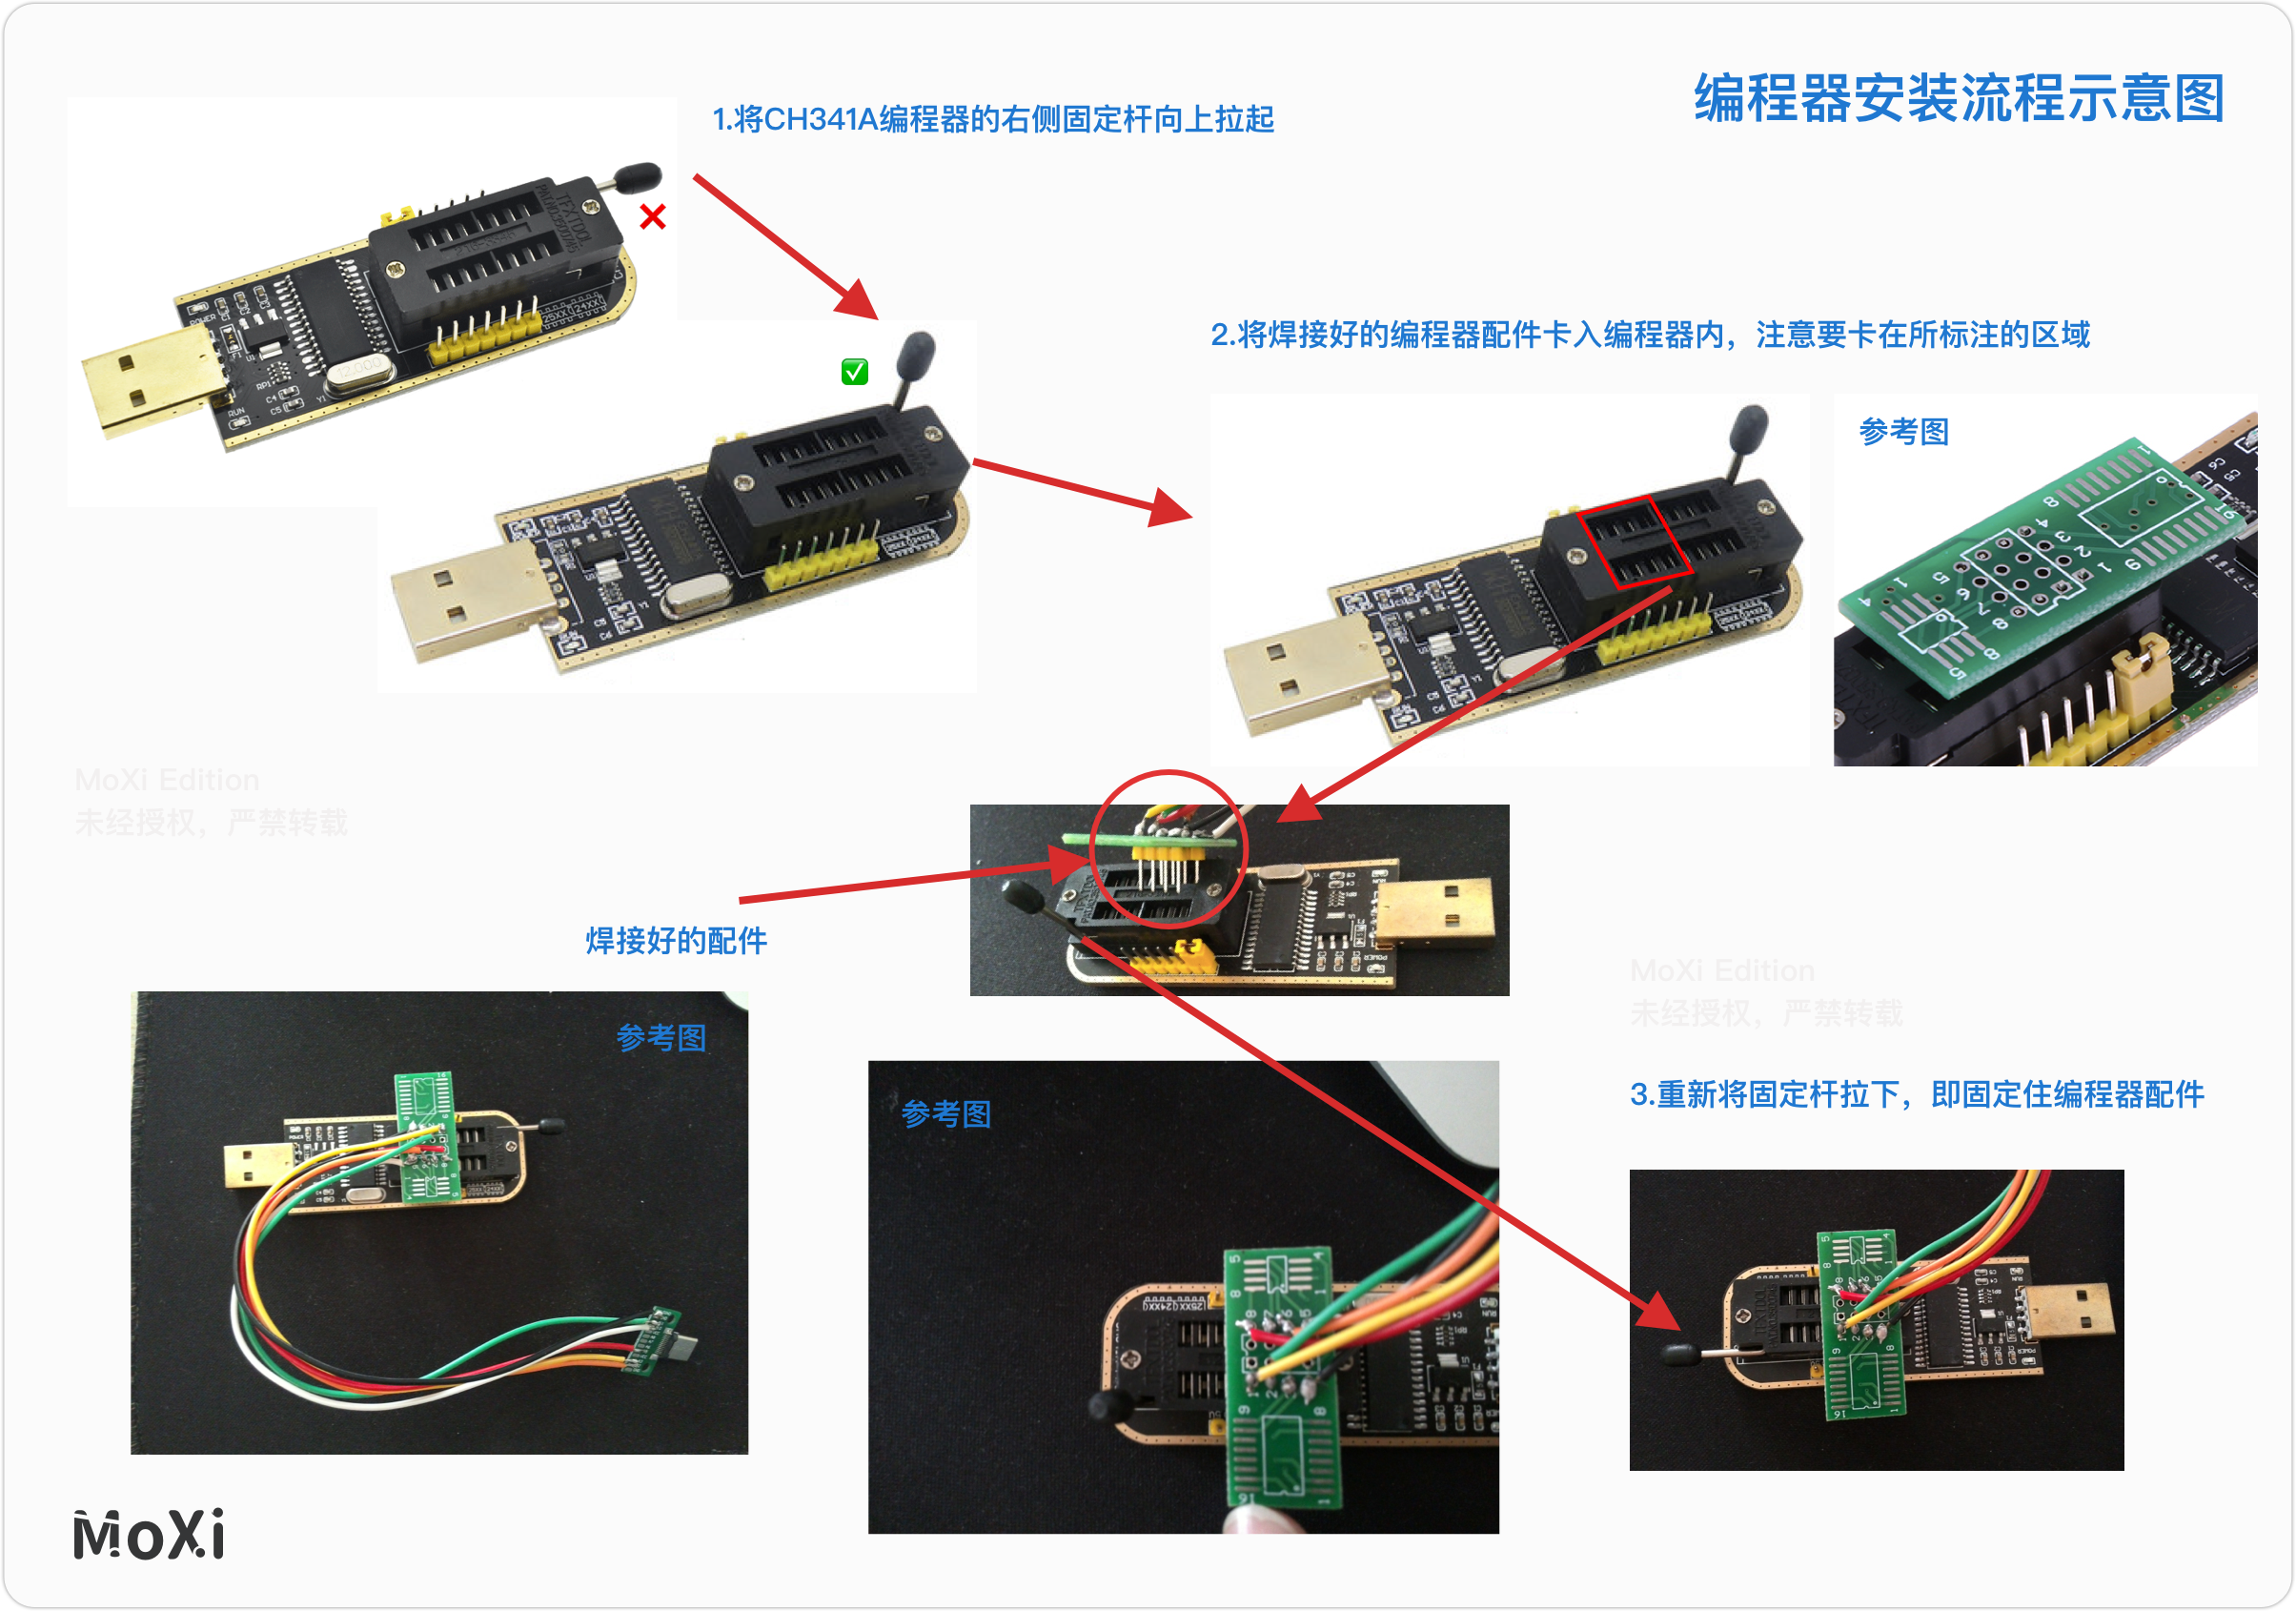 编程器安装流程示意图
1.将CH341A编程器的右侧固定杆向上拉起
2.将焊接好的编程器配件卡入编程器内，注意要卡在所标注的区域
参考图
MoXi Edition
未经授权，严禁转载
焊接好的配件
参考图
参考图
MoXi Edition
未经授权，严禁转载
3.重新将固定杆拉下，即固定住编程器配件
MoXi